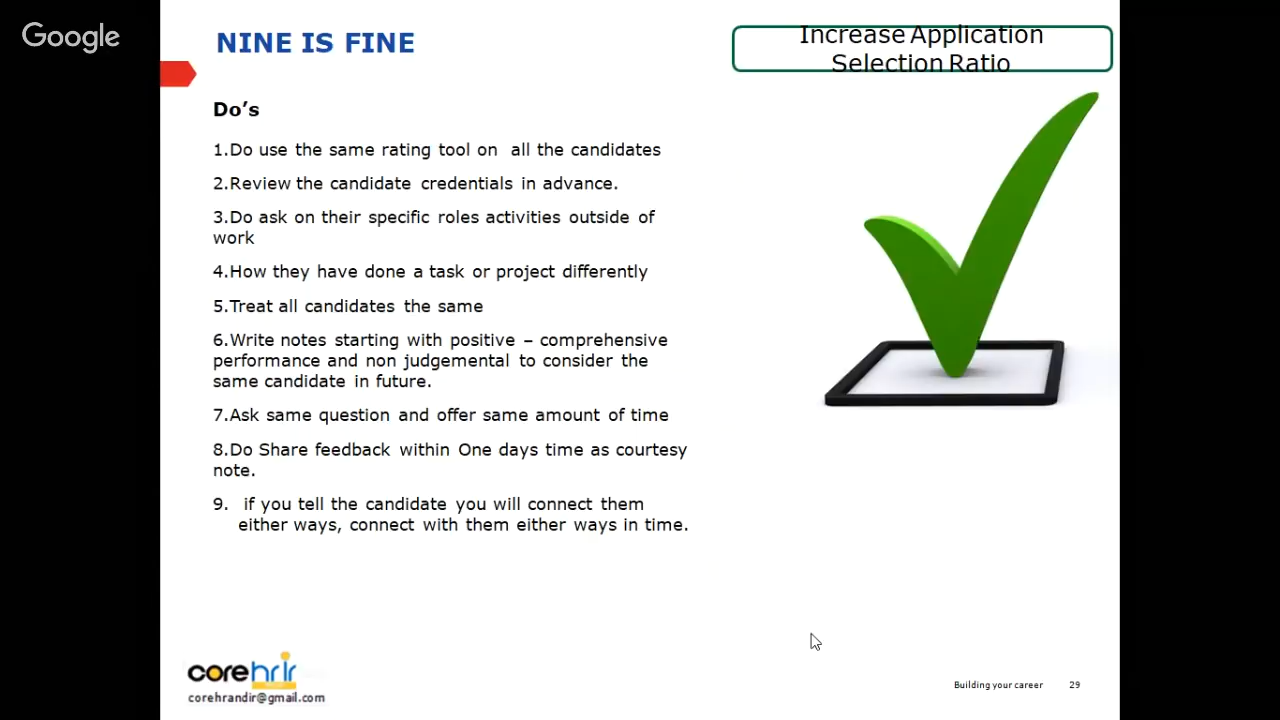 Google
NINE IS FINE
Increase Application
Selection Ratio
Do's
1.Do use the same rating tool on all the candidates
2.Review the candidate credentials in advance.
3.Do ask on their specific roles activities outside of
work
4.How they have done a task or project differently
5.Treat all candidates the same
6.Write notes starting with positive – comprehensive
performance and non judgemental to consider the
same candidate in future.
7.Ask same question and offer same amount of time
8.Do Share feedback within One days time as courtesy
note.
9. if you tell the candidate you will connect them
either ways, connect with them either ways in time.
corehrir
corehrandir@gmail.com
Building your career 29